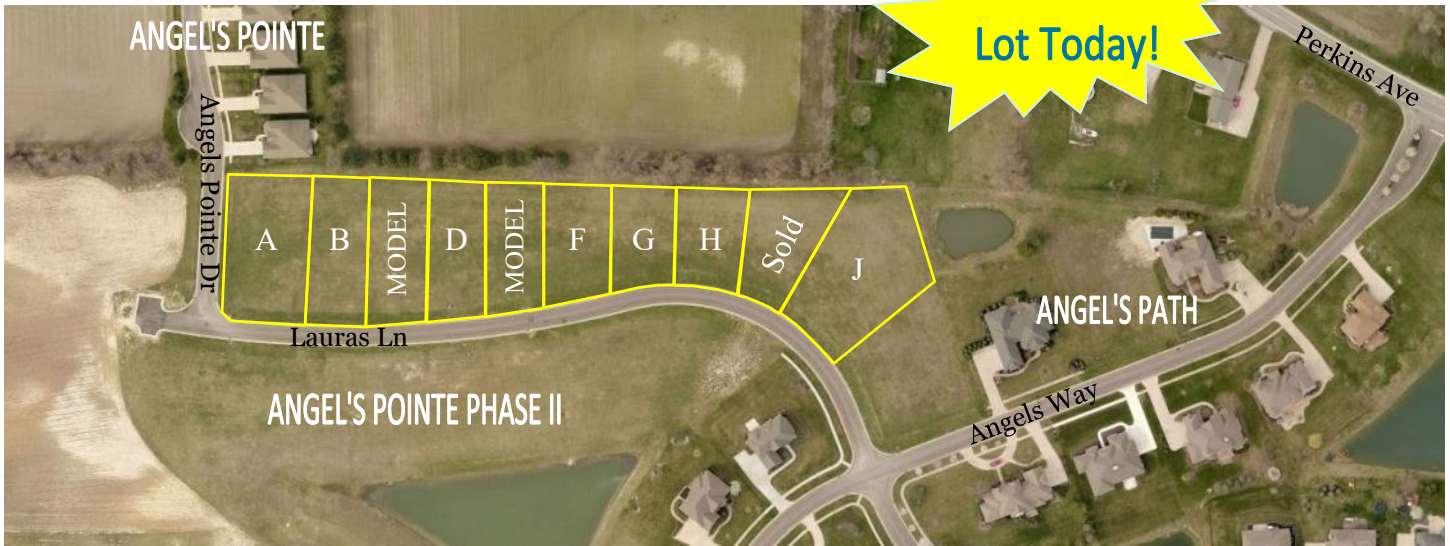 ANGEL'S POINTE
Lot Today!
Perkins Ave
Angels Pointe Dr
A
B
MODEL
D
MODEL
F
G
H
Sold
J
Lauras Ln
ANGEL'S PATH
ANGEL'S POINTE PHASE II
Angels Way